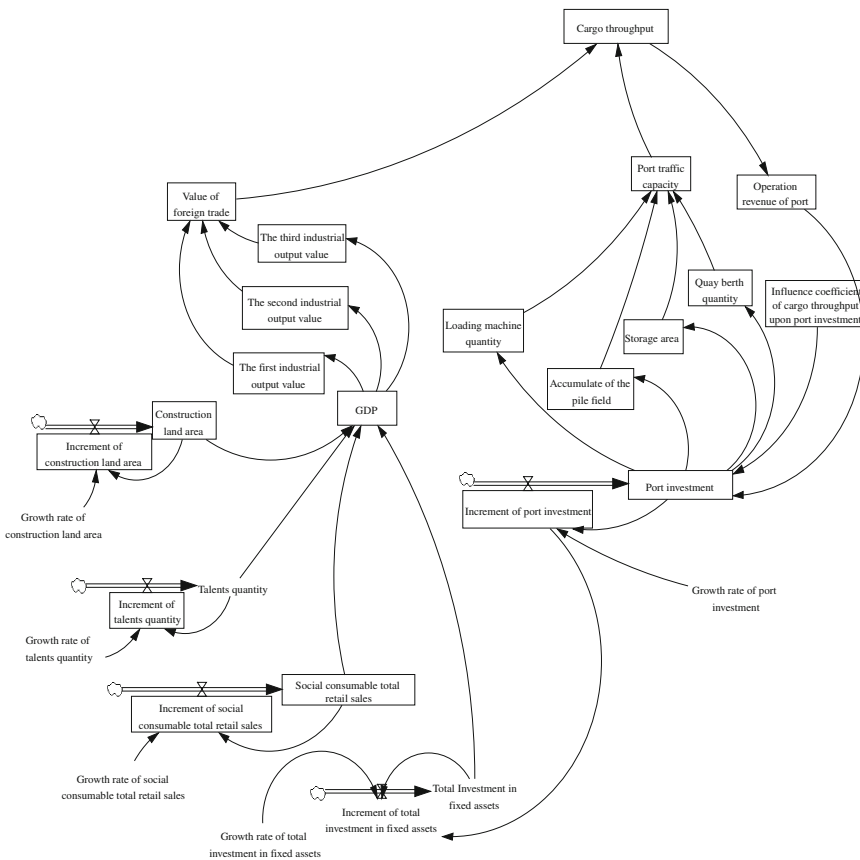 Cargo throughput
Port traffic
capacity
Operation
revenue of port
Value of
foreign trade
The third industrial
output value
Quay berth
quantity
Influence coefficient
of cargo throughput
upon port investment
The second industrial
output value
Loading machine
quantity
Storage area
The first industrial
output value
Accumulate of the
pile field
GDP
Construction
land area
Increment of
construction land area
Port investment
Increment of port investment
Growth rate of
construction land area
Talents quantity
Increment of
talents quantity
Growth rate of port
investment
Growth rate of
talents quantity
Social consumable total
retail sales
Increment of social
consumable total retail sales
Growth rate of social
consumable total retail sales
Total Investment in
fixed assets
Increment of total
investment in fixed assets
Growth rate of total
investment in fixed assets